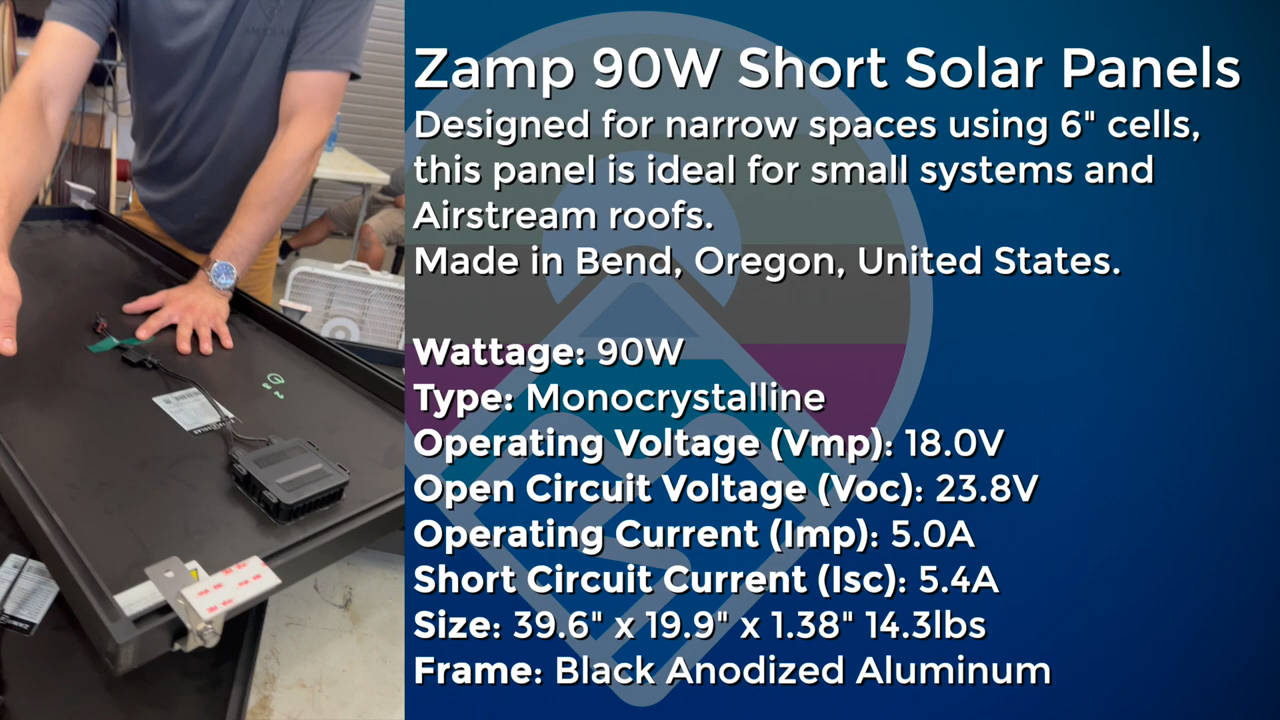 Zamp 90W Short Solar Panels
Designed for narrow spaces using 6" cells,
this panel is ideal for small systems and
Airstream roofs.
Made in Bend, Oregon, United States.
Wattage: 90W
Type: Monocrystalline
Operating Voltage (Vmp): 18.0V
Open Circuit Voltage (Voc): 23.8V
Operating Current (Imp): 5.0A
Short Circuit Current (Isc): 5.4A
Size: 39.6" x 19.9" x 1.38" 14.3lbs
Frame: Black Anodized Aluminum